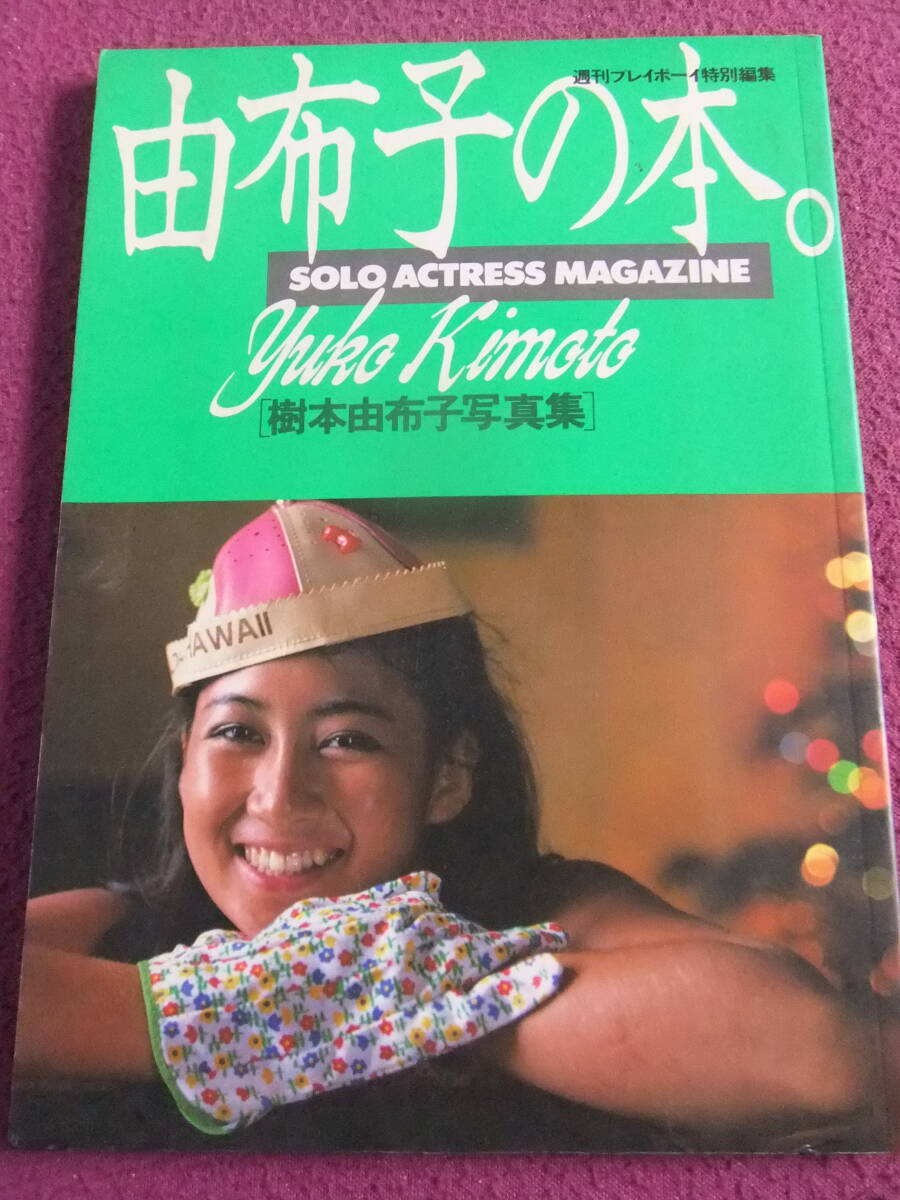 週刊プレイボーイ特別編集
由布子の本。
SOLO ACTRESS MAGAZINE
Yuko Kimoto
[樹本由布子写真集]
HAWAII